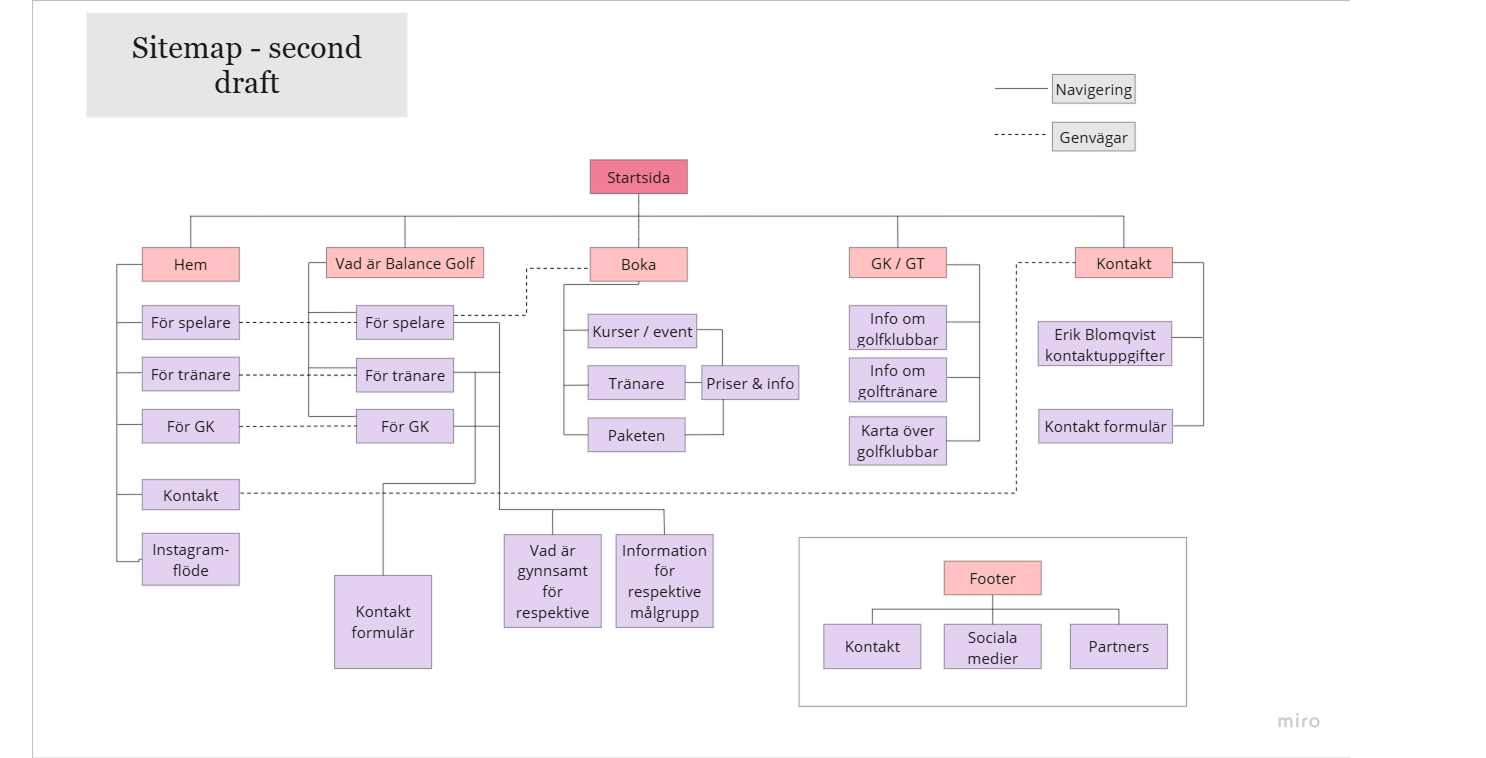 Sitemap - second
draft
Navigering
Genvägar
Startsida
Hem
Vad är Balance Golf
Boka
GK / GT
Kontakt
För spelare
För tränare
För GK
Kontakt
Instagram-
flöde
För spelare
För tränare
För GK
Kontakt
formulär
Vad är
gynnsamt
för
respektive
Information
för
respektive
målgrupp
Kurser / event
Tränare
Paketen
Priser & info
Info om
golfklubbar
Info om
golftränare
Karta över
golfklubbar
Erik Blomqvist
kontaktuppgifter
Kontakt formulär
Footer
Kontakt
Sociala
medier
Partners
miro